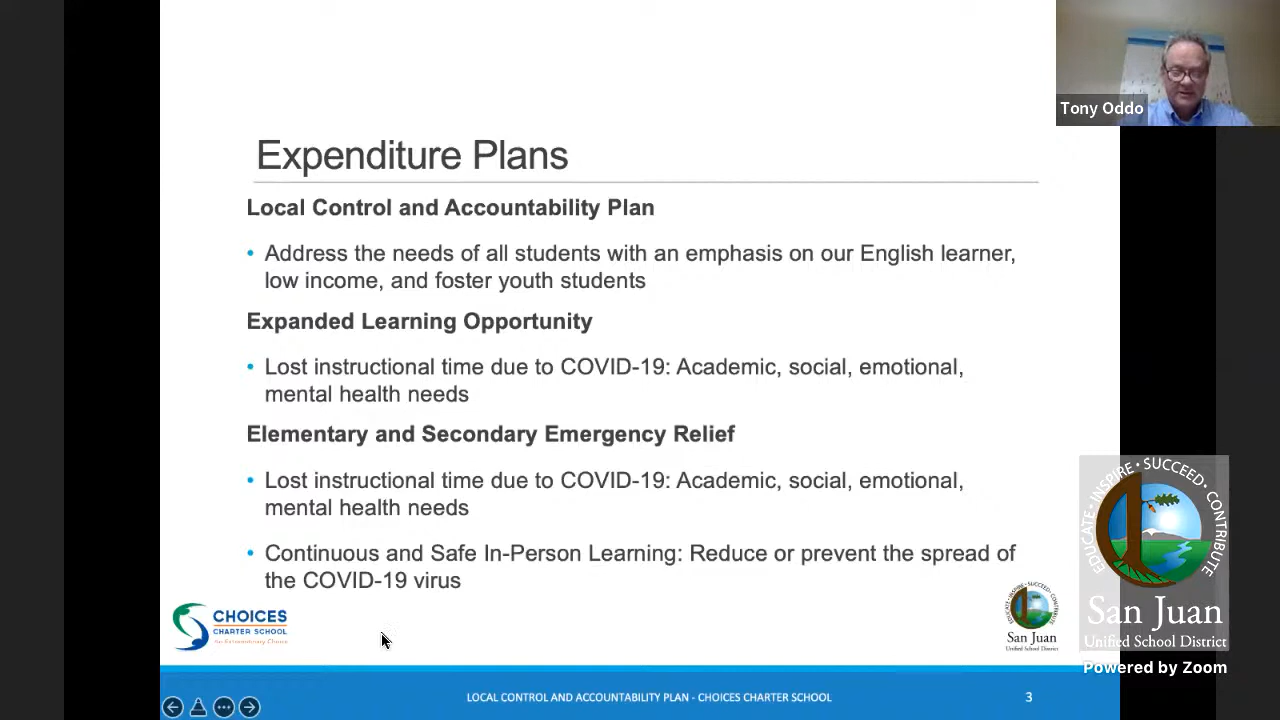 Tony Oddo
Expenditure Plans
Local Control and Accountability Plan
• Address the needs of all students with an emphasis on our English learner,
low income, and foster youth students
Expanded Learning Opportunity
• Lost instructional time due to COVID-19: Academic, social, emotional,
mental health needs
Elementary and Secondary Emergency Relief
• Lost instructional time due to COVID-19: Academic, social, emotional,
mental health needs
• Continuous and Safe In-Person Learning: Reduce or prevent the spread of
the COVID-19 virus
CHOICES
CHARTER SCHOOL
EDUCATE • INSPIRE • SUCCEED • CONTRIBUTE
San Juan
Unified School District
EDUCATE • INSPIRE • SUCCEED • CONTRIBUTE
San Juan
Unified School District
Powered by Zoom
LOCAL CONTROL AND ACCOUNTABILITY PLAN - CHOICES CHARTER SCHOOL
3